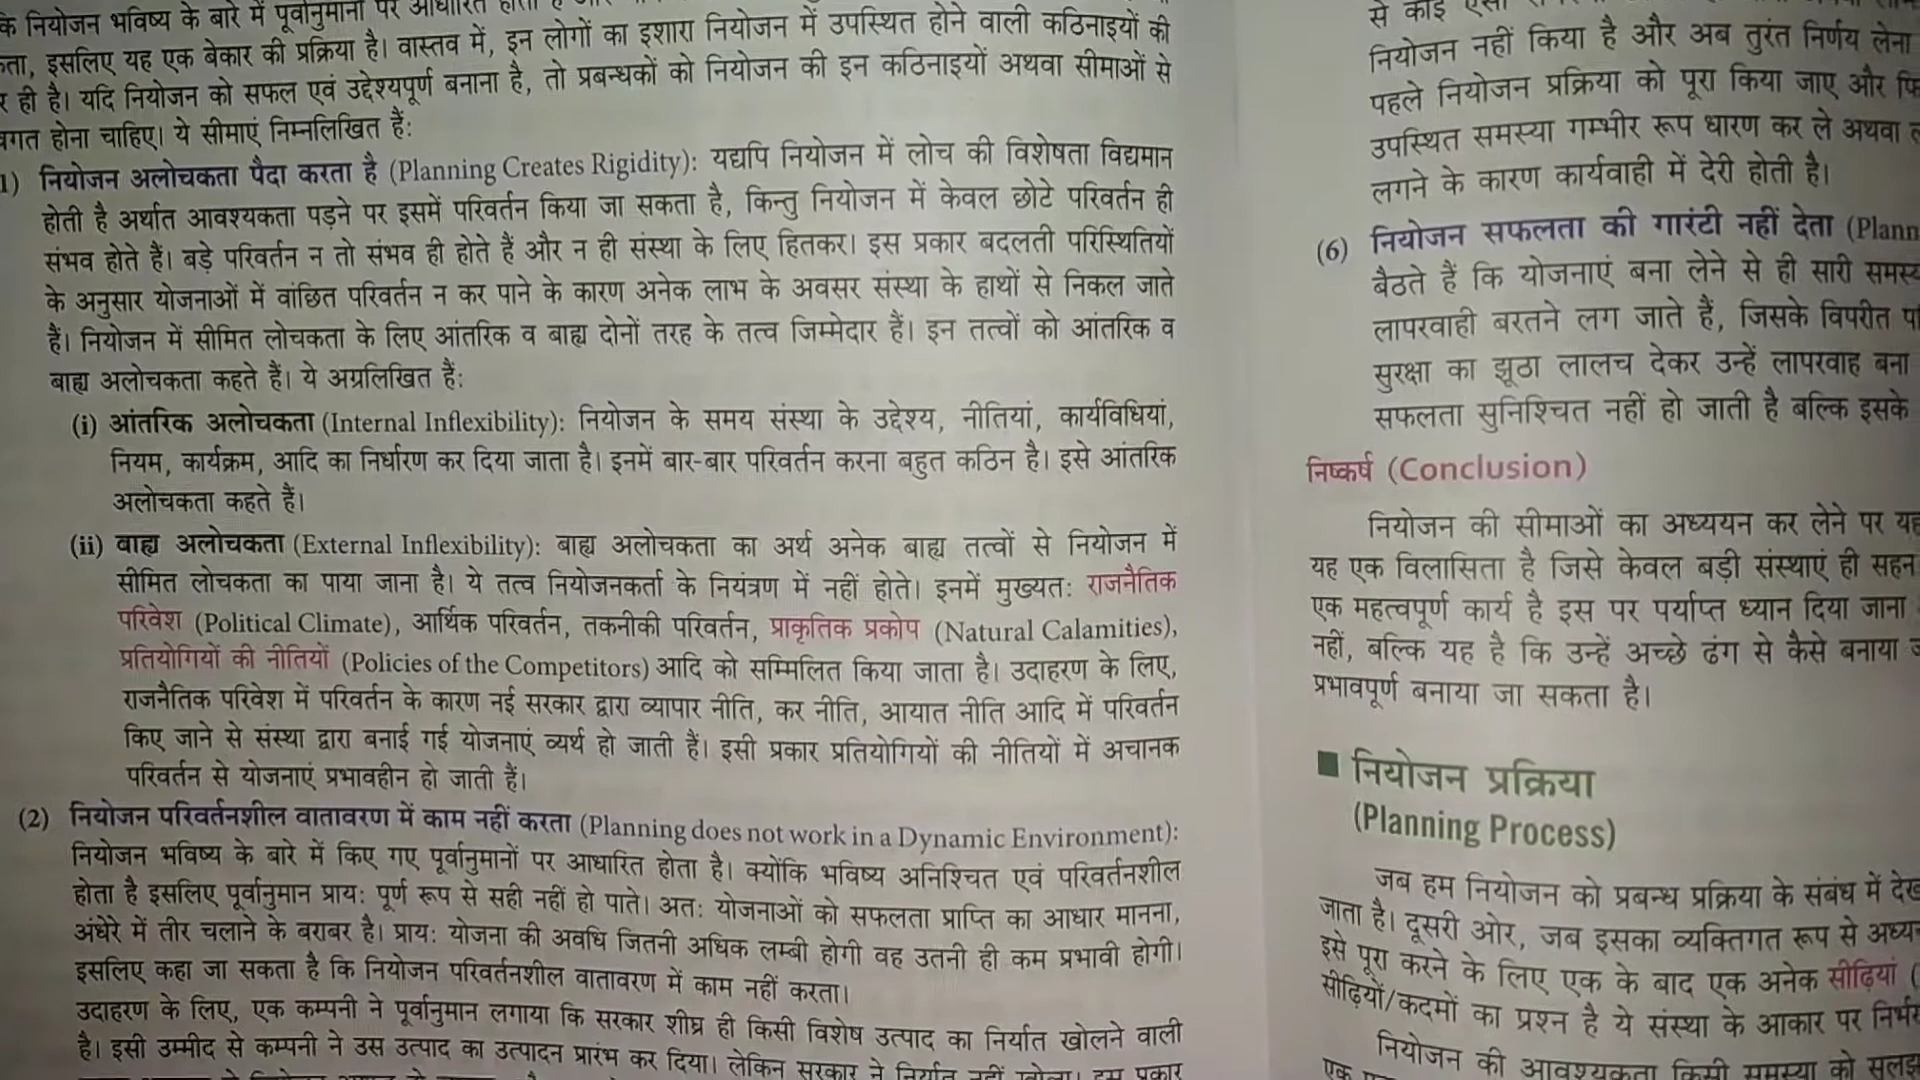 के नियोजन भविष्य के बारे में पूर्वानुमानों पर आधारित होता है और
इसलिए यह एक बेकार की प्रक्रिया है। वास्तव में, इन लोगों का इशारा नियोजन में उपस्थित होने वाली कठिनाइयों की
ही है। यदि नियोजन को सफल एवं उद्देश्यपूर्ण बनाना है, तो प्रबन्धकों को नियोजन की इन कठिनाइयों अथवा सीमाओं से
वगत होना चाहिए। ये सीमाएं निम्नलिखित हैं:
1) नियोजन अलोचकता पैदा करता है (Planning Creates Rigidity): यद्यपि नियोजन में लोच की विशेषता विद्यमान
होती है अर्थात आवश्यकता पड़ने पर इसमें परिवर्तन किया जा सकता है, किन्तु नियोजन में केवल छोटे परिवर्तन ही
संभव होते हैं। बड़े परिवर्तन न तो संभव ही होते हैं और न ही संस्था के लिए हितकर। इस प्रकार बदलती परिस्थितियों
के अनुसार योजनाओं में वांछित परिवर्तन न कर पाने के कारण अनेक लाभ के अवसर संस्था के हाथों से निकल जाते
हैं। नियोजन में सीमित लोचकता के लिए आंतरिक व बाह्य दोनों तरह के तत्व जिम्मेदार हैं। इन तत्वों को आंतरिक व
बाह्य अलोचकता कहते हैं। ये अग्रलिखित हैं:
(i) आंतरिक अलोचकता (Internal Inflexibility): नियोजन के समय संस्था के उद्देश्य, नीतियां, कार्यविधियां,
नियम, कार्यक्रम, आदि का निर्धारण कर दिया जाता है। इनमें बार-बार परिवर्तन करना बहुत कठिन है। इसे आंतरिक
अलोचकता कहते हैं।
(ii) बाह्य अलोचकता (External Inflexibility): बाह्य अलोचकता का अर्थ अनेक बाह्य तत्वों से नियोजन में
सीमित लोचकता का पाया जाना है। ये तत्व नियोजनकर्ता के नियंत्रण में नहीं होते। इनमें मुख्यत: राजनैतिक
परिवेश (Political Climate), आर्थिक परिवर्तन, तकनीकी परिवर्तन, प्राकृतिक प्रकोप (Natural Calamities),
प्रतियोगियों की नीतियों (Policies of the Competitors) आदि को सम्मिलित किया जाता है। उदाहरण के लिए,
राजनैतिक परिवेश में परिवर्तन के कारण नई सरकार द्वारा व्यापार नीति, कर नीति, आयात नीति आदि में परिवर्तन
किए जाने से संस्था द्वारा बनाई गई योजनाएं व्यर्थ हो जाती हैं। इसी प्रकार प्रतियोगियों की नीतियों में अचानक
परिवर्तन से योजनाएं प्रभावहीन हो जाती हैं।
(2) नियोजन परिवर्तनशील वातावरण में काम नहीं करता (Planning does not work in a Dynamic Environment):
नियोजन भविष्य के बारे में किए गए पूर्वानुमानों पर आधारित होता है। क्योंकि भविष्य अनिश्चित एवं परिवर्तनशील
होता है इसलिए पूर्वानुमान प्राय: पूर्ण रूप से सही नहीं हो पाते। अत: योजनाओं को सफलता प्राप्ति का आधार मानना,
अंधेरे में तीर चलाने के बराबर है। प्राय: योजना की अवधि जितनी अधिक लम्बी होगी वह उतनी ही कम प्रभावी होगी।
इसलिए कहा जा सकता है कि नियोजन परिवर्तनशील वातावरण में काम नहीं करता।
उदाहरण के लिए, एक कम्पनी ने पूर्वानुमान लगाया कि सरकार शीघ्र ही किसी विशेष उत्पाद का निर्यात खोलने वाली
है। इसी उम्मीद से कम्पनी ने उस उत्पाद का उत्पादन प्रारंभ कर दिया। लेकिन सरकार ने निर्यात नहीं खोला। इस प्रकार
से कोई
नियोजन नहीं किया है और अब तुरंत निर्णय लेना
पहले नियोजन प्रक्रिया को पूरा किया जाए और
उपस्थित समस्या गम्भीर रूप धारण कर ले अथवा
लगने के कारण कार्यवाही में देरी होती है।
(6) नियोजन सफलता की गारंटी नहीं देता (Plann
बैठते हैं कि योजनाएं बना लेने से ही सारी
लापरवाही बरतने लग जाते हैं, जिसके विपरीत
सुरक्षा का झूठा लालच देकर उन्हें लापरवाह बना
सफलता सुनिश्चित नहीं हो जाती है बल्कि इसके
निष्कर्ष (Conclusion)
नियोजन की सीमाओं का अध्ययन कर लेने पर यह
यह एक विलासिता है जिसे केवल बड़ी संस्थाएं ही सहन
एक महत्वपूर्ण कार्य है इस पर पर्याप्त ध्यान दिया जाना
नहीं, बल्कि यह है कि उन्हें अच्छे ढंग से कैसे बनाया
प्रभावपूर्ण बनाया जा सकता है।
नियोजन प्रक्रिया
(Planning Process)
जब हम नियोजन को प्रबन्ध प्रक्रिया के संबंध में
जाता है। दूसरी ओर, जब इसका व्यक्तिगत रूप से
इसे पूरा करने के लिए एक के बाद एक अनेक सीढ़ियां (
सीढ़ियों/कदमों का प्रश्न है ये संस्था के आकार पर
नियोजन की आवश्यकता किसी समस्या को
एक